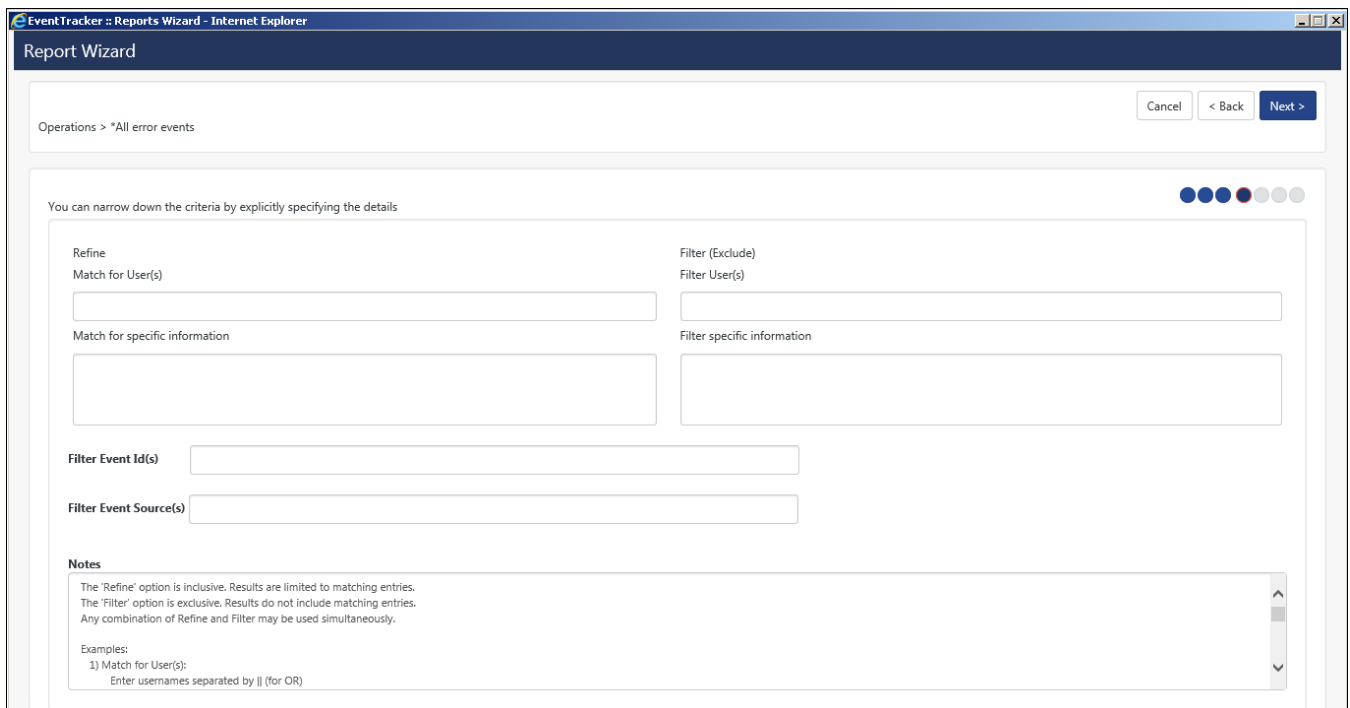 EventTracker :: Reports Wizard - Internet Explorer
Report Wizard
Cancel
< Back
Next >
Operations > *All error events
You can narrow down the criteria by explicitly specifying the details
Refine
Filter (Exclude)
Match for User(s)
Filter User(s)
Match for specific information
Filter specific information
Filter Event Id(s)
Filter Event Source(s)
Notes
The 'Refine' option is inclusive. Results are limited to matching entries.
The 'Filter' option is exclusive. Results do not include matching entries.
Any combination of Refine and Filter may be used simultaneously.
Examples:
1) Match for User(s):
Enter usernames separated by || (for OR)